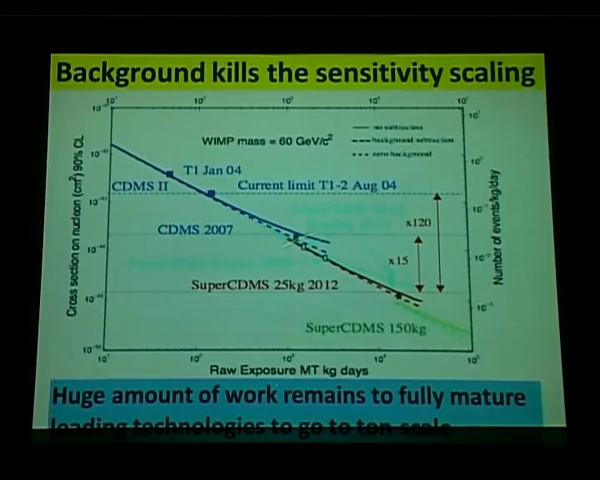 Background kills the sensitivity scaling
WIMP mass = 60 GeV/c²
no subtraction
background subtraction
zero background
T1 Jan 04
CDMS II
Current limit T1-2 Aug 04
CDMS 2007
x120
x15
SuperCDMS 25kg 2012
SuperCDMS 150kg
Cross section on nucleon (cm²) 90% CL
Number of events/kg/day
Raw Exposure MT kg days
Huge amount of work remains to fully mature
leading technologies to go to ton-scale